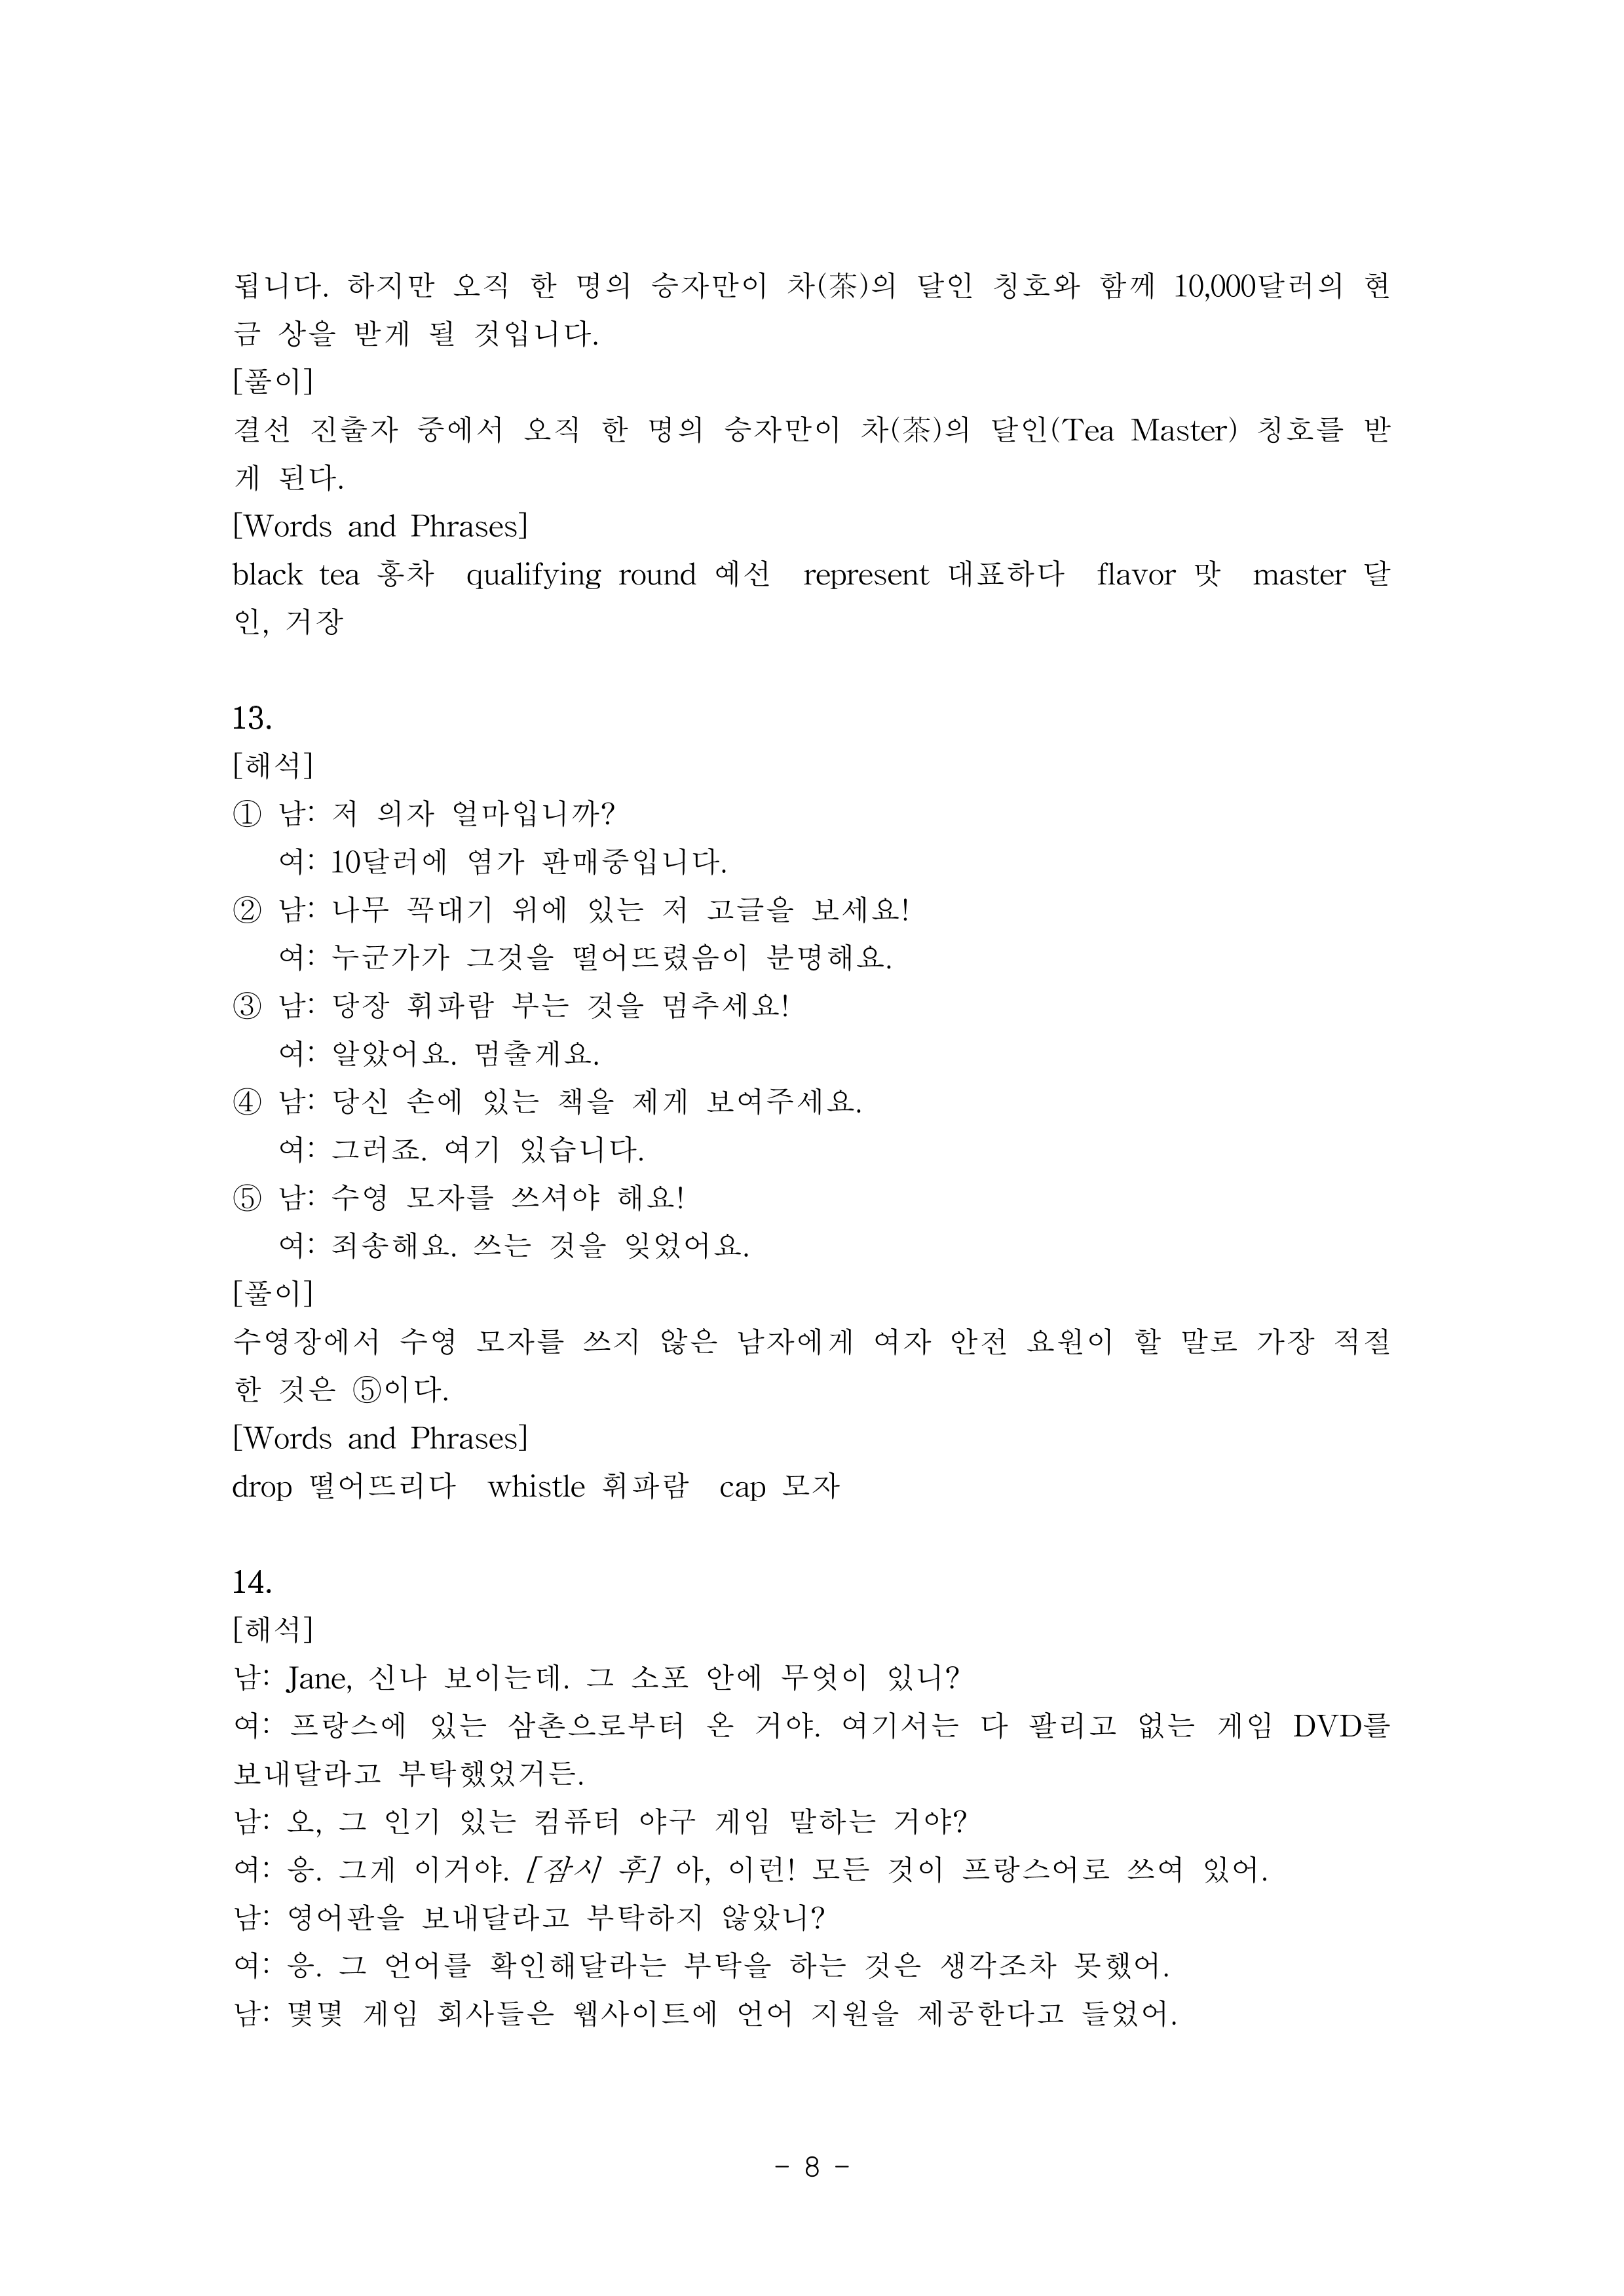 됩니다. 하지만 오직 한 명의 승자만이 차(茶)의 달인 칭호와 함께 10,000달러의 현
금 상을 받게 될 것입니다.
[풀이]
결선 진출자 중에서 오직 한 명의 승자만이 차(茶)의 달인(Tea Master) 칭호를 받
게 된다.
[Words and Phrases]
black tea 홍차  qualifying round 예선  represent 대표하다  flavor 맛  master 달
인, 거장
13.
[해석]
① 남: 저 의자 얼마입니까?
여: 10달러에 염가 판매중입니다.
② 남: 나무 꼭대기 위에 있는 저 고글을 보세요!
여: 누군가가 그것을 떨어뜨렸음이 분명해요.
③ 남: 당장 휘파람 부는 것을 멈추세요!
여: 알았어요. 멈출게요.
④ 남: 당신 손에 있는 책을 제게 보여주세요.
여: 그러죠. 여기 있습니다.
⑤ 남: 수영 모자를 쓰셔야 해요!
여: 죄송해요. 쓰는 것을 잊었어요.
[풀이]
수영장에서 수영 모자를 쓰지 않은 남자에게 여자 안전 요원이 할 말로 가장 적절
한 것은 ⑤이다.
[Words and Phrases]
drop 떨어뜨리다  whistle 휘파람  cap 모자
14.
[해석]
남: Jane, 신나 보이는데. 그 소포 안에 무엇이 있니?
여: 프랑스에 있는 삼촌으로부터 온 거야. 여기서는 다 팔리고 없는 게임 DVD를
보내달라고 부탁했었거든.
남: 오, 그 인기 있는 컴퓨터 야구 게임 말하는 거야?
여: 응. 그게 이거야. [잠시 후] 아, 이런! 모든 것이 프랑스어로 쓰여 있어.
남: 영어판을 보내달라고 부탁하지 않았니?
여: 응. 그 언어를 확인해달라는 부탁을 하는 것은 생각조차 못했어.
남: 몇몇 게임 회사들은 웹사이트에 언어 지원을 제공한다고 들었어.
- 8 -